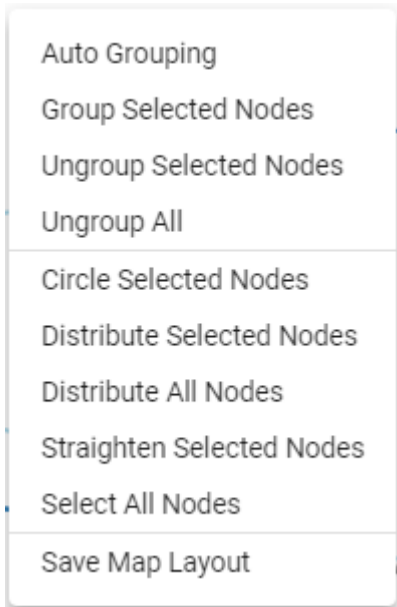 Auto Grouping
Group Selected Nodes
Ungroup Selected Nodes
Ungroup All
Circle Selected Nodes
Distribute Selected Nodes
Distribute All Nodes
Straighten Selected Nodes
Select All Nodes
Save Map Layout